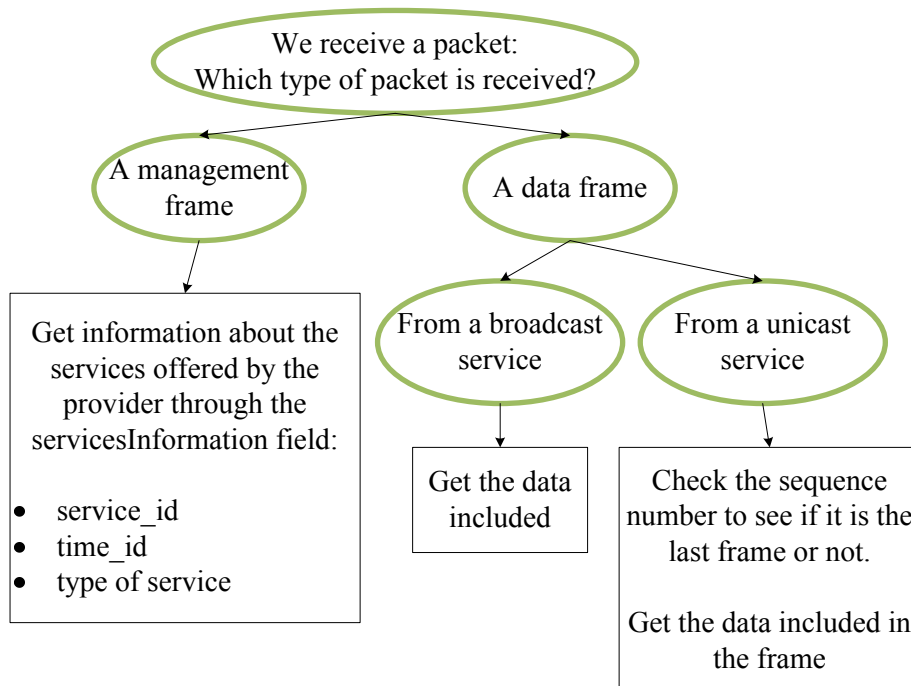 We receive a packet:
Which type of packet is received?
A management
frame
A data frame
From a broadcast
service
From a unicast
service
Get information about the
services offered by the
provider through the
servicesInformation field:
• service_id
• time_id
• type of service
Get the data
included
Check the sequence
number to see if it is the
last frame or not.
Get the data included in
the frame